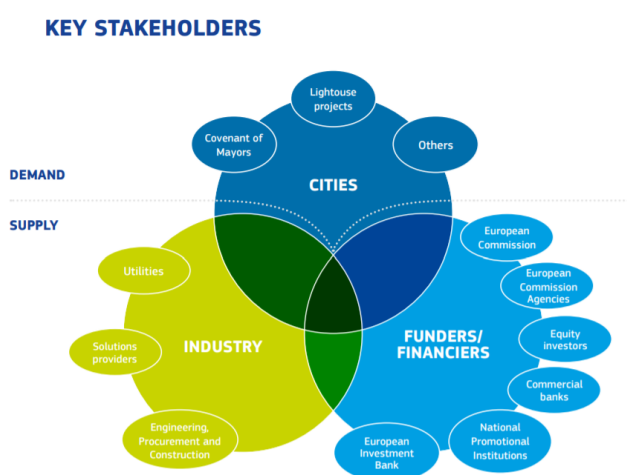 KEY STAKEHOLDERS
Lightouse
projects
Covenant of
Mayors
Others
DEMAND
CITIES
SUPPLY
European
Commission
Utilities
European
Commission
Agencies
INDUSTRY
FUNDERS/
FINANCIERS
Equity
investors
Solutions
providers
Commercial
banks
Engineering,
Procurement and
Construction
European
Investment
Bank
National
Promotional
Institutions